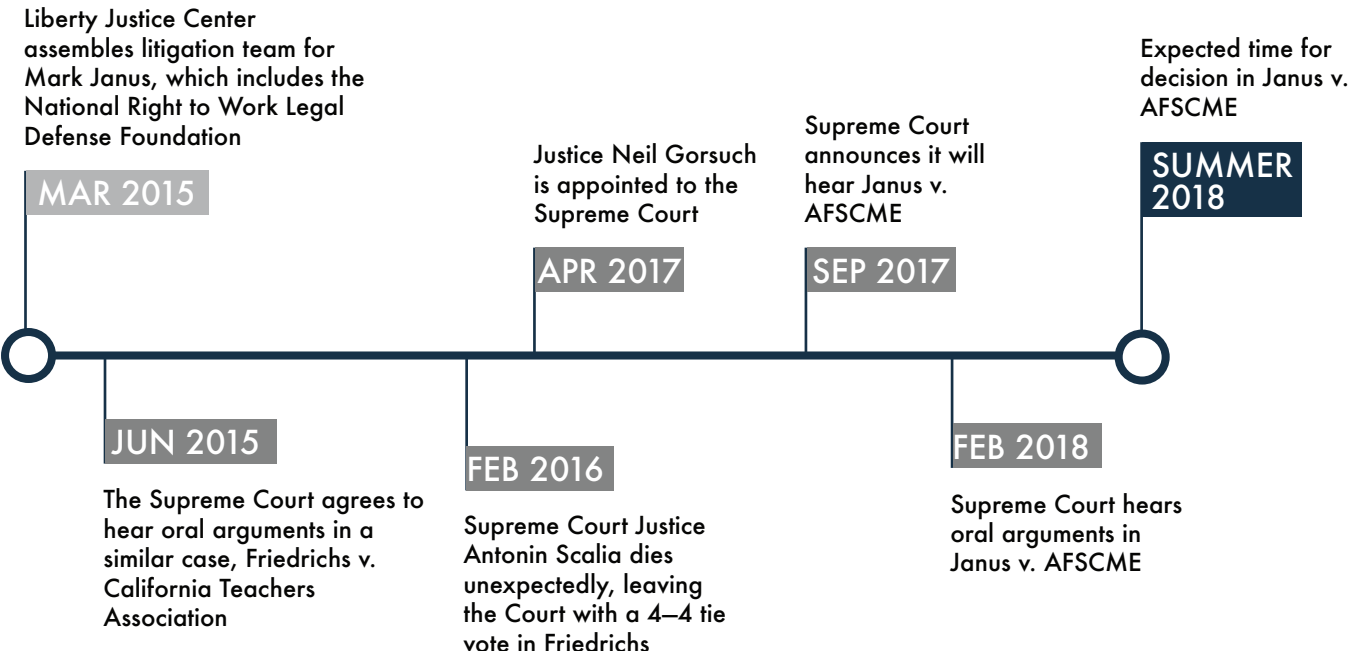 Liberty Justice Center
assembles litigation team for
Mark Janus, which includes the
National Right to Work Legal
Defense Foundation
MAR 2015
JUN 2015
The Supreme Court agrees to
hear oral arguments in a
similar case, Friedrichs v.
California Teachers
Association
FEB 2016
Supreme Court Justice
Antonin Scalia dies
unexpectedly, leaving
the Court with a 4–4 tie
vote in Friedrichs
Justice Neil Gorsuch
is appointed to the
Supreme Court
APR 2017
Supreme Court
announces it will
hear Janus v.
AFSCME
SEP 2017
FEB 2018
Supreme Court hears
oral arguments in
Janus v. AFSCME
Expected time for
decision in Janus v.
AFSCME
SUMMER
2018